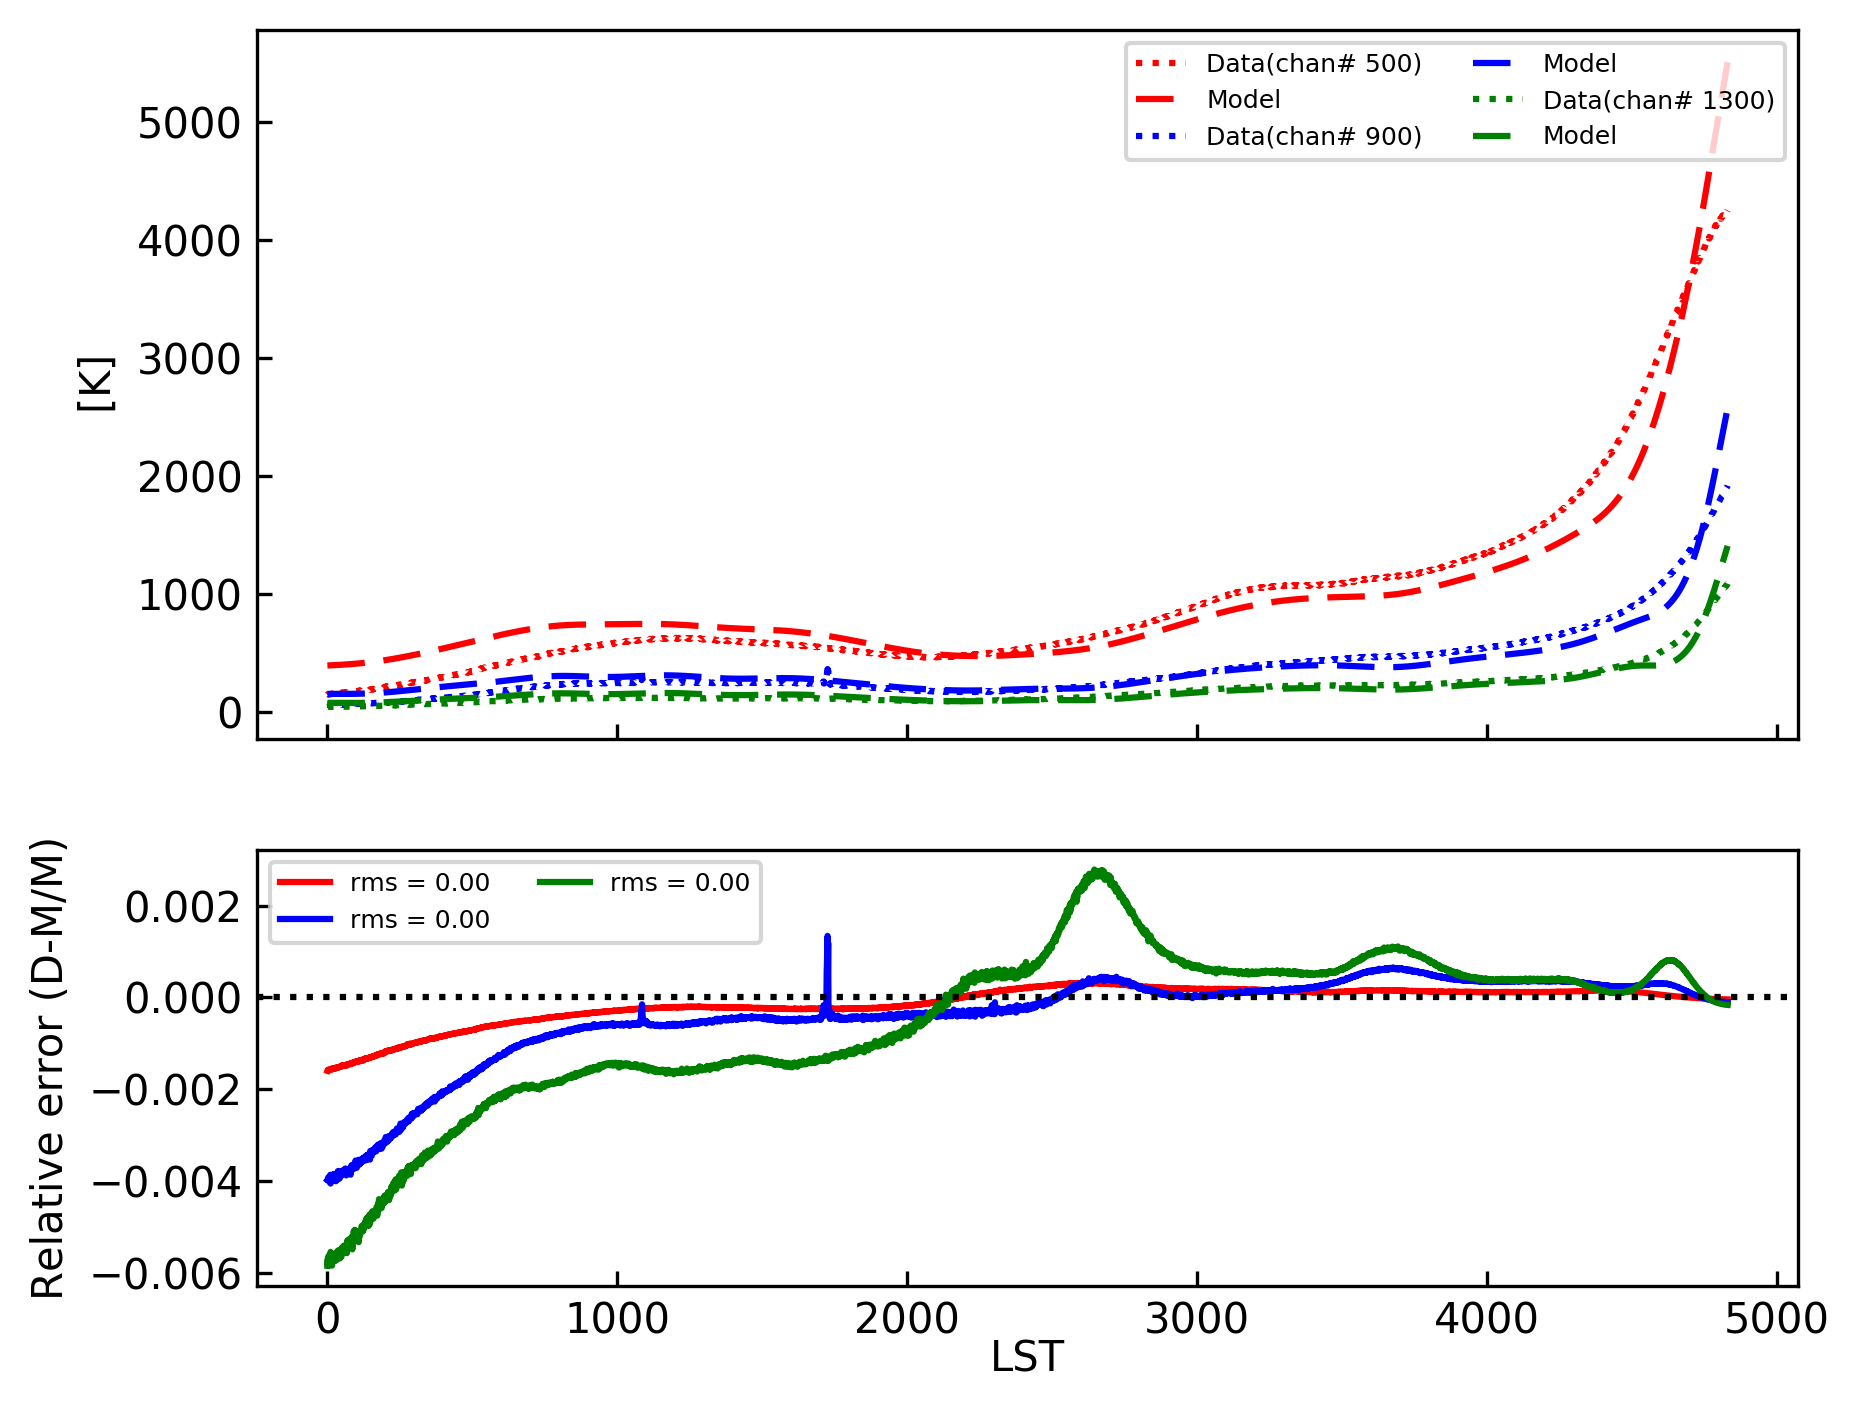 Data(chan# 500)
Model
Data(chan# 900)
Model
Data(chan# 1300)
Model
[K]
5000
4000
3000
2000
1000
0
rms = 0.00
rms = 0.00
rms = 0.00
Relative error (D-M/M)
0.002
0.000
−0.002
−0.004
−0.006
0 1000 2000 3000 4000 5000
LST